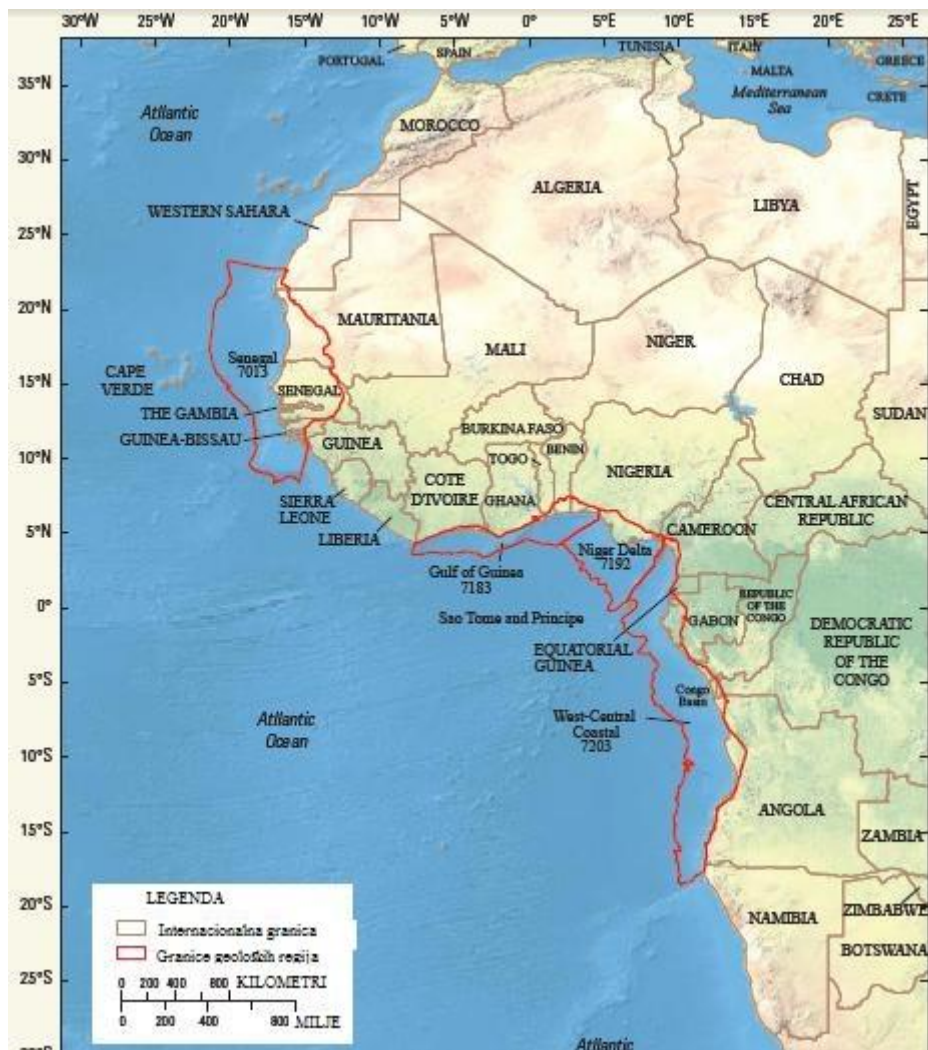 30°W 20°W 15°W 10°W 5°W 0° 5°E 10°E 15°E 20°E 25°E
PORTUGAL
SPAIN
TUNISIA
ITALY
GREECE
MALTA
Mediterranean
Sea
CRETE
35°N
Atllantic
Ocean
MOROCCO
30°N
ALGERIA
LIBYA
EGYPT
WESTERN SAHARA
25°N
20°N
MAURITANIA
MALI
NIGER
CHAD
SUDAN
Senegal
7013
CAPE
VERDE
15°N
SENEGAL
THE GAMBIA
GUINEA-BISSAU
GUINEA
BURKINA FASO
BENIN
TOGO
NIGERIA
10°N
COTE
D'IVOIRE
GHANA
SIERRA
LEONE
LIBERIA
CENTRAL AFRICAN
REPUBLIC
CAMEROON
5°N
Niger Delta
7192
Gulf of Guinea
7183
0°
Sao Tome and Principe
EQUATORIAL
GUINEA
GABON
REPUBLIC
OF THE
CONGO
DEMOCRATIC
REPUBLIC
OF THE
CONGO
5°S
Congo
Basin
West-Central
Coastal
7203
Atllantic
Ocean
10°S
ANGOLA
15°S
ZAMBIA
20°S
NAMIBIA
ZIMBABWE
BOTSWANA
25°S
LEGENDA
Internacionalna granica
Granice geoloških regija
0 200 400 800 KILOMETRI
0 200 400 800 MILJE
Atllantic